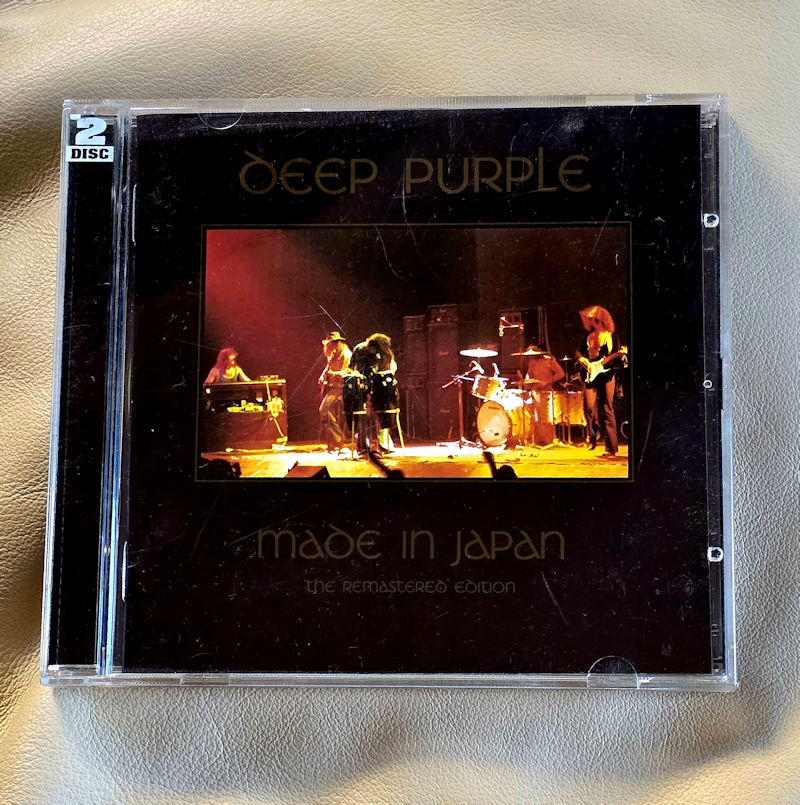 2
DISC
DEEP PURPLE
MADE IN JAPAN
THE REMASTERED EDITION